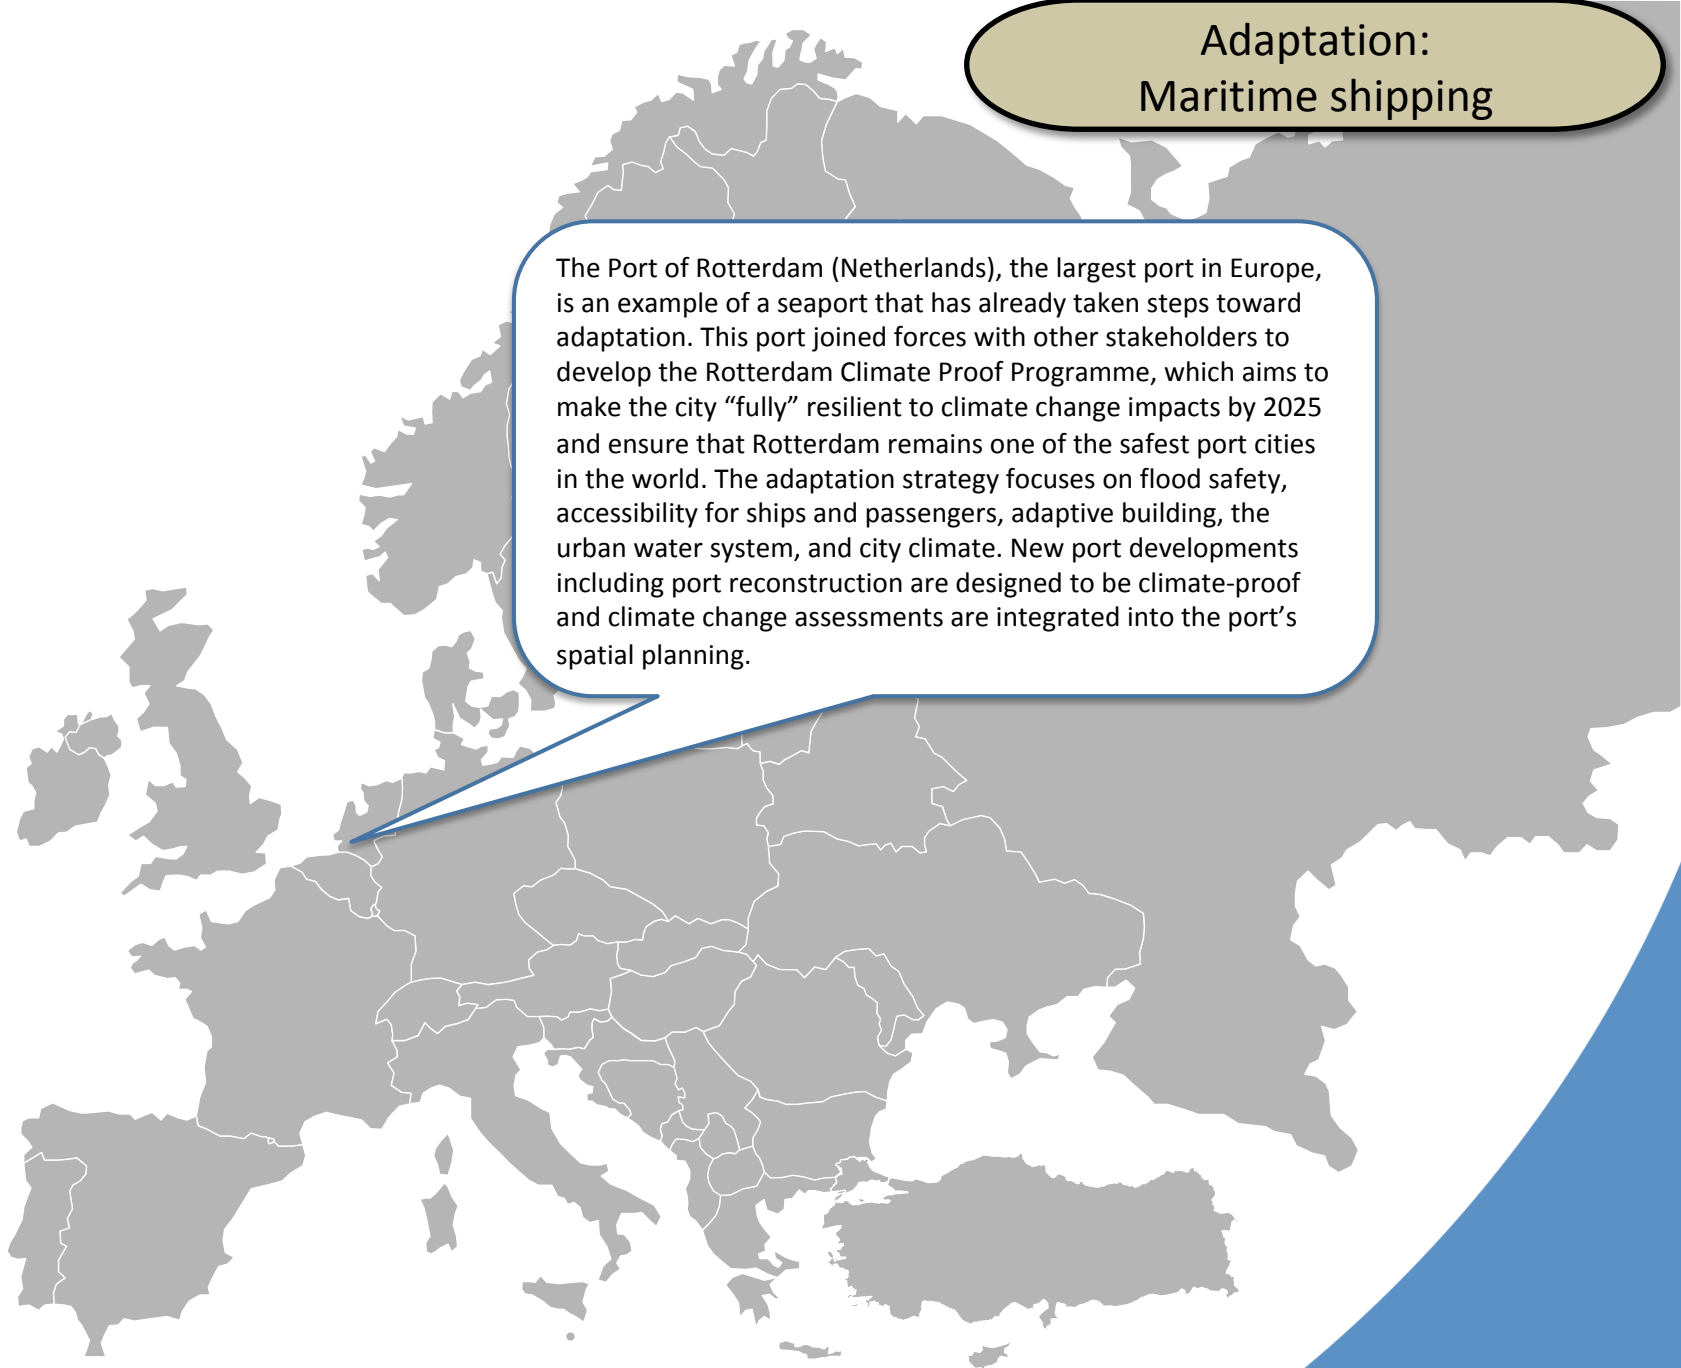 Adaptation:
Maritime shipping
The Port of Rotterdam (Netherlands), the largest port in Europe,
is an example of a seaport that has already taken steps toward
adaptation. This port joined forces with other stakeholders to
develop the Rotterdam Climate Proof Programme, which aims to
make the city “fully” resilient to climate change impacts by 2025
and ensure that Rotterdam remains one of the safest port cities
in the world. The adaptation strategy focuses on flood safety,
accessibility for ships and passengers, adaptive building, the
urban water system, and city climate. New port developments
including port reconstruction are designed to be climate-proof
and climate change assessments are integrated into the port’s
spatial planning.